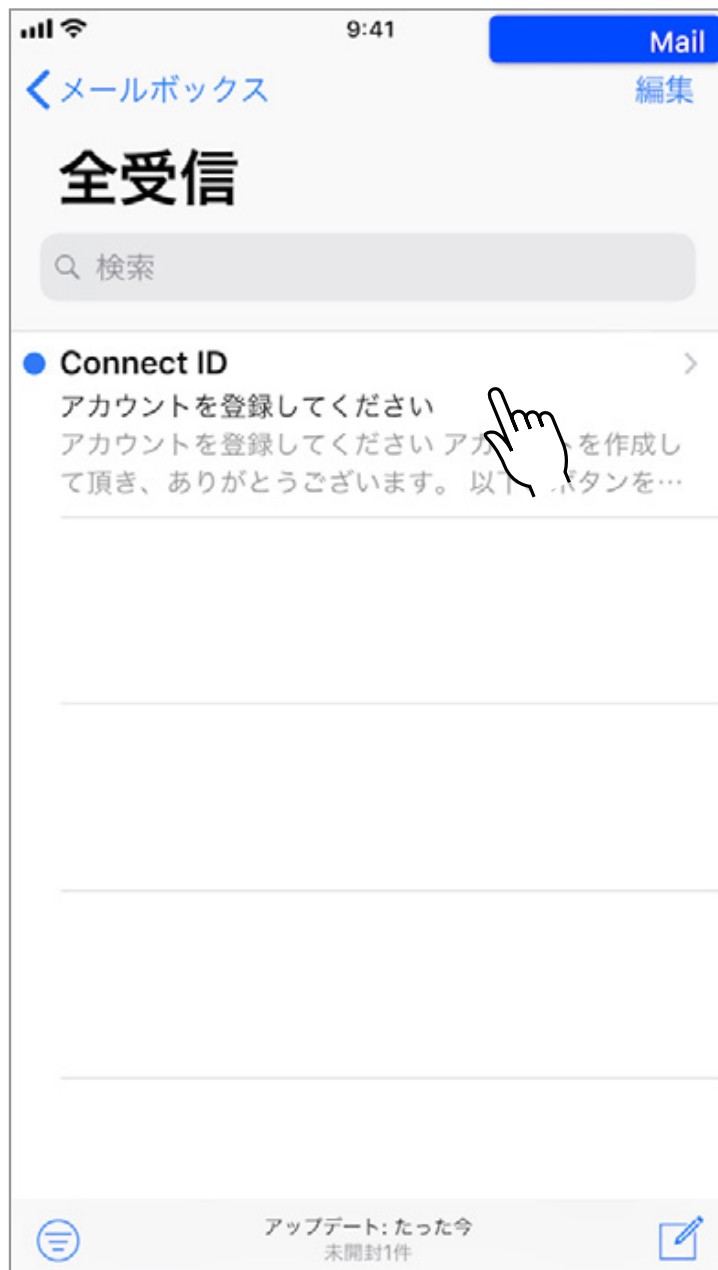 9:41
Mail
メールボックス
編集
全受信
検索
Connect ID
アカウントを登録してください
アカウントを登録してください アカ を作成し
て頂き、ありがとうございます。 以下 ボタンを…
アップデート: たった今
未開封1件